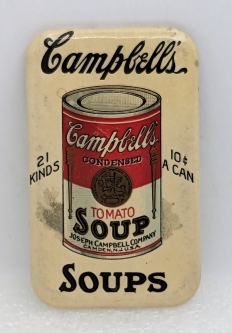 Campbell's
Campbell's
CONDENSED
21
KINDS
10¢
A CAN
TOMATO
SOUP
JOSEPH CAMPBELL COMPANY
CAMDEN, N.J., U.S.A.
SOUPS